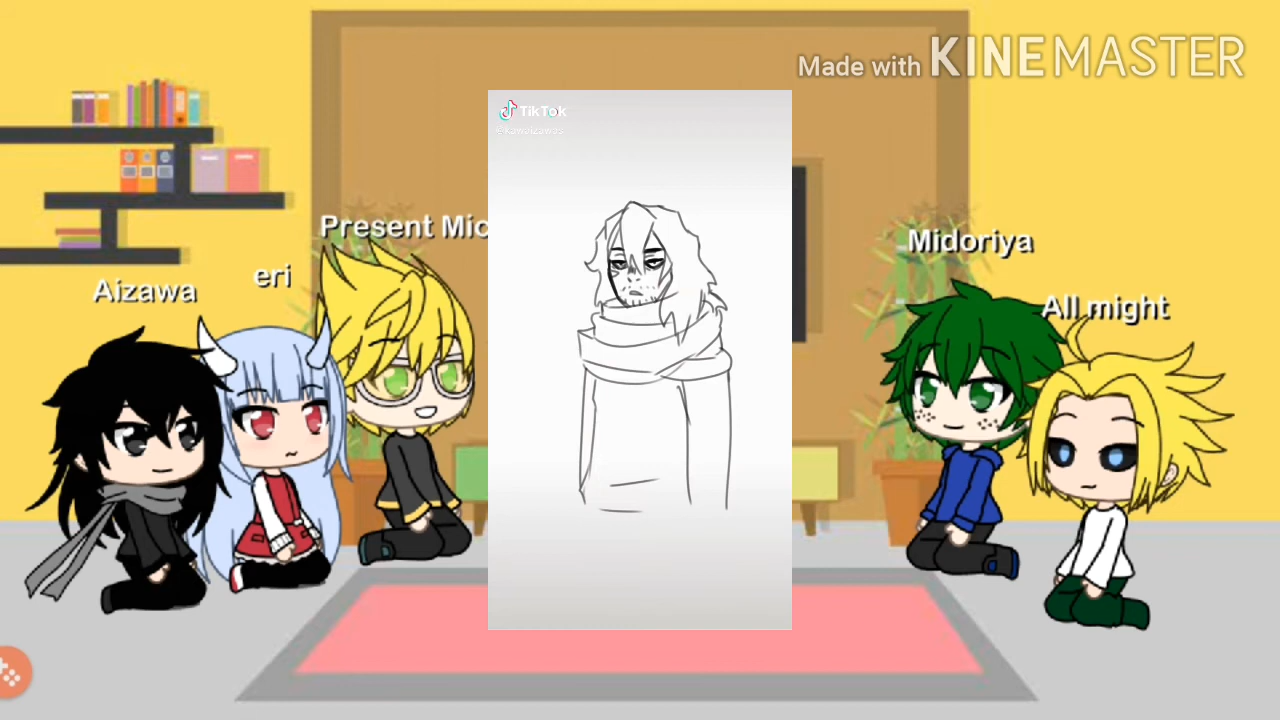 Made with KINEMASTER
TikTok
Present Mic
Midoriya
eri
Aizawa
All might